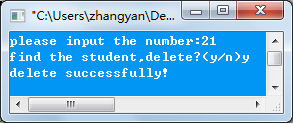 "C:\Users\zhangyan\De...
please input the number:21
find the student,delete?(y/n)y
delete successfully!